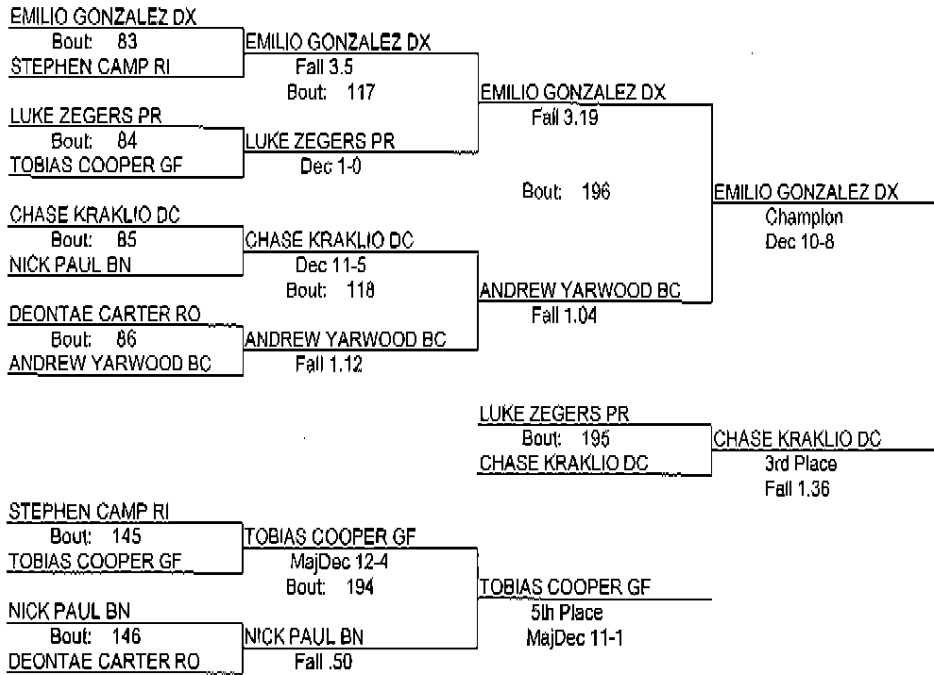 EMILIO GONZALEZ DX
Bout: 83
STEPHEN CAMP RI
EMILIO GONZALEZ DX
Fall 3.5
Bout: 117
LUKE ZEGERS PR
Bout: 84
TOBIAS COOPER GF
LUKE ZEGERS PR
Dec 1-0
EMILIO GONZALEZ DX
Fall 3.19
Bout: 196
CHASE KRAKLIO DC
Bout: 85
NICK PAUL BN
CHASE KRAKLIO DC
Dec 11-5
Bout: 118
DEONTAE CARTER RO
Bout: 86
ANDREW YARWOOD BC
ANDREW YARWOOD BC
Fall 1.12
ANDREW YARWOOD BC
Fall 1.04
EMILIO GONZALEZ DX
Champion
Dec 10-8
LUKE ZEGERS PR
Bout: 195
CHASE KRAKLIO DC
CHASE KRAKLIO DC
3rd Place
Fall 1.36
STEPHEN CAMP RI
Bout: 145
TOBIAS COOPER GF
TOBIAS COOPER GF
MajDec 12-4
Bout: 194
NICK PAUL BN
Bout: 146
DEONTAE CARTER RO
NICK PAUL BN
Fall .50
TOBIAS COOPER GF
5th Place
MajDec 11-1